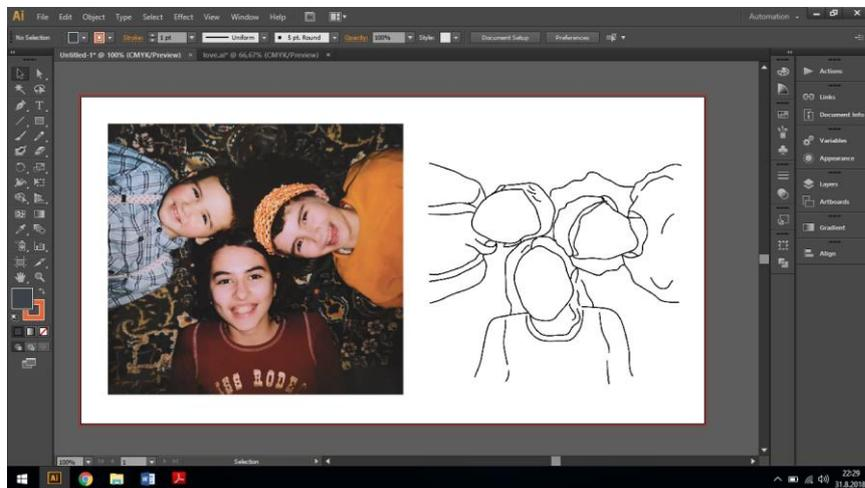 Ai File Edit Object Type Select Effect View Window Help Automation
No Selection Stroke: 1 pt Uniform 5 pt. Round Opacity: 100% Style: Document Setup Preferences
Untitled-1* @ 100% (CMYK/Preview) × love.ai* @ 66,67% (CMYK/Preview) ×
Actions
Links
Document Info
Variables
Appearance
Layers
Artboards
Gradient
Align
RODE
100% 1 Selection
22:29
31.8.2018